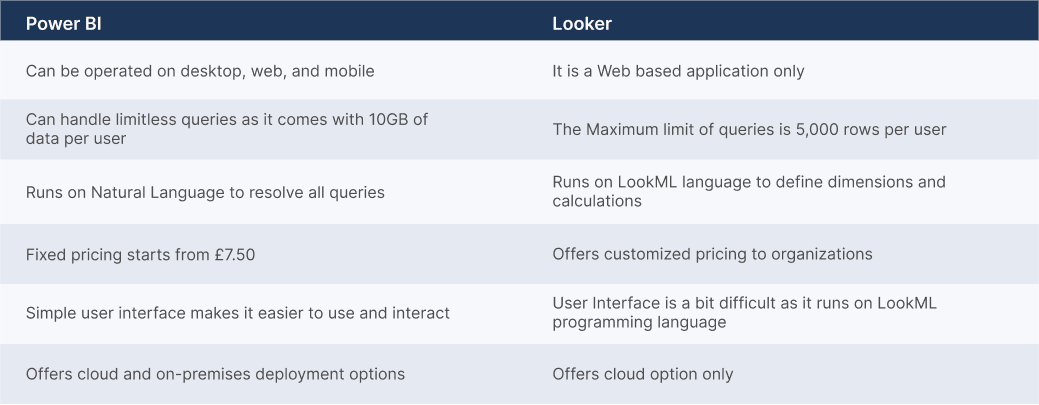 Power BI
Looker
Can be operated on desktop, web, and mobile
It is a Web based application only
Can handle limitless queries as it comes with 10GB of
data per user
The Maximum limit of queries is 5,000 rows per user
Runs on Natural Language to resolve all queries
Runs on LookML language to define dimensions and
calculations
Fixed pricing starts from £7.50
Offers customized pricing to organizations
Simple user interface makes it easier to use and interact
User Interface is a bit difficult as it runs on LookML
programming language
Offers cloud and on-premises deployment options
Offers cloud option only